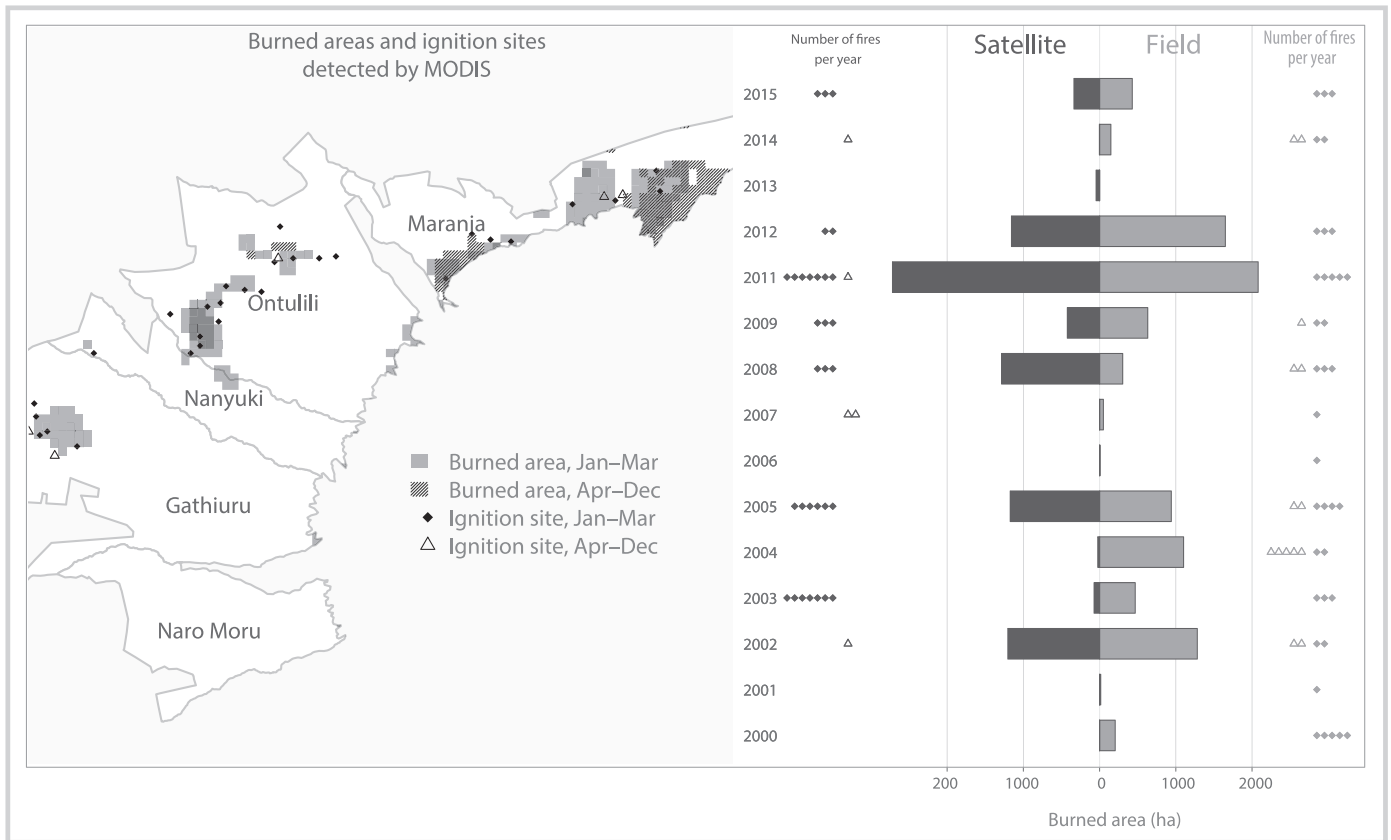 Burned areas and ignition sites
detected by MODIS
Maranja
Ontulili
Nanyuki
Gathiuru
Naro Moru
Burned area, Jan–Mar
Burned area, Apr–Dec
Ignition site, Jan–Mar
Ignition site, Apr–Dec
Number of fires
per year
Satellite
Field
Number of fires
per year
2015
2014
2013
2012
2011
2009
2008
2007
2006
2005
2004
2003
2002
2001
2000
200 1000 0 1000 2000
Burned area (ha)